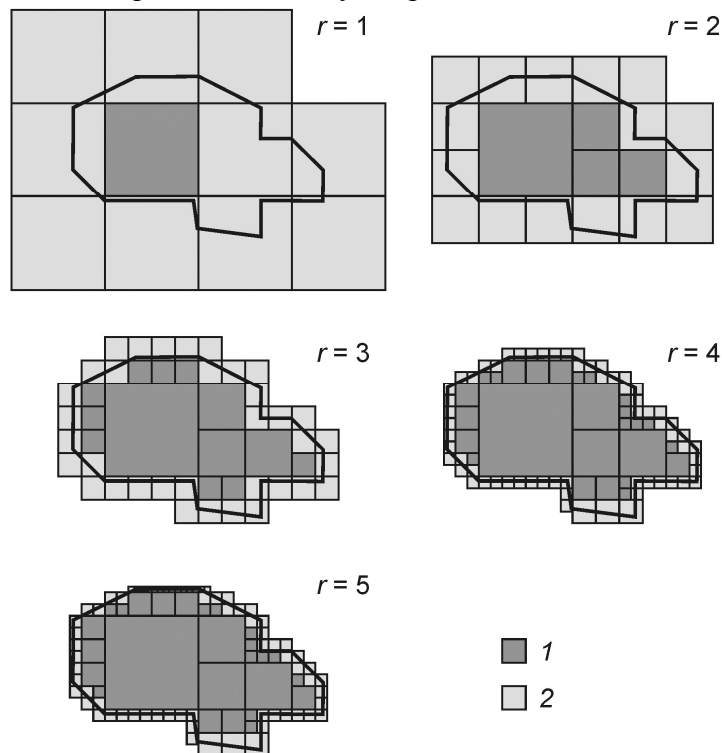 r = 1
r = 2
r = 3
r = 4
r = 5
1
2